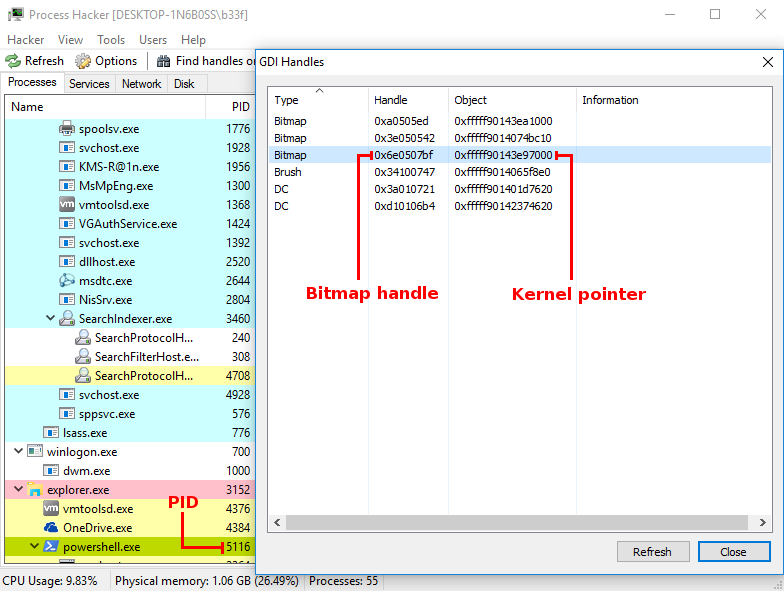 Process Hacker [DESKTOP-1N6B0SS\b33f]
Hacker View Tools Users Help
Refresh Options Find handles or
Processes Services Network Disk
Name PID
spoolsv.exe 1776
svchost.exe 1928
KMS-R@1n.exe 1956
MsMpEng.exe 1300
vmtoolsd.exe 1368
VGAuthService.exe 1424
svchost.exe 1392
dllhost.exe 2520
msdtc.exe 2644
NisSrv.exe 2804
SearchIndexer.exe 3460
SearchProtocolH... 240
SearchFilterHost.e... 308
SearchProtocolH... 4708
svchost.exe 4928
sppsvc.exe 576
lsass.exe 776
winlogon.exe 700
dwm.exe 1000
explorer.exe 3152
vmtoolsd.exe 4376
OneDrive.exe 4384
powershell.exe 5116
PID
CPU Usage: 9.83% Physical memory: 1.06 GB (26.49%) Processes: 55
GDI Handles
Type Handle Object Information
Bitmap 0xa0505ed 0xfffff90143ea1000
Bitmap 0x3e050542 0xfffff9014074bc10
Bitmap 0x6e0507bf 0xfffff90143e97000
Brush 0x34100747 0xfffff9014065f8e0
DC 0x3a010721 0xfffff901401d7620
DC 0xd10106b4 0xfffff90142374620
Bitmap handle
Kernel pointer
Refresh Close